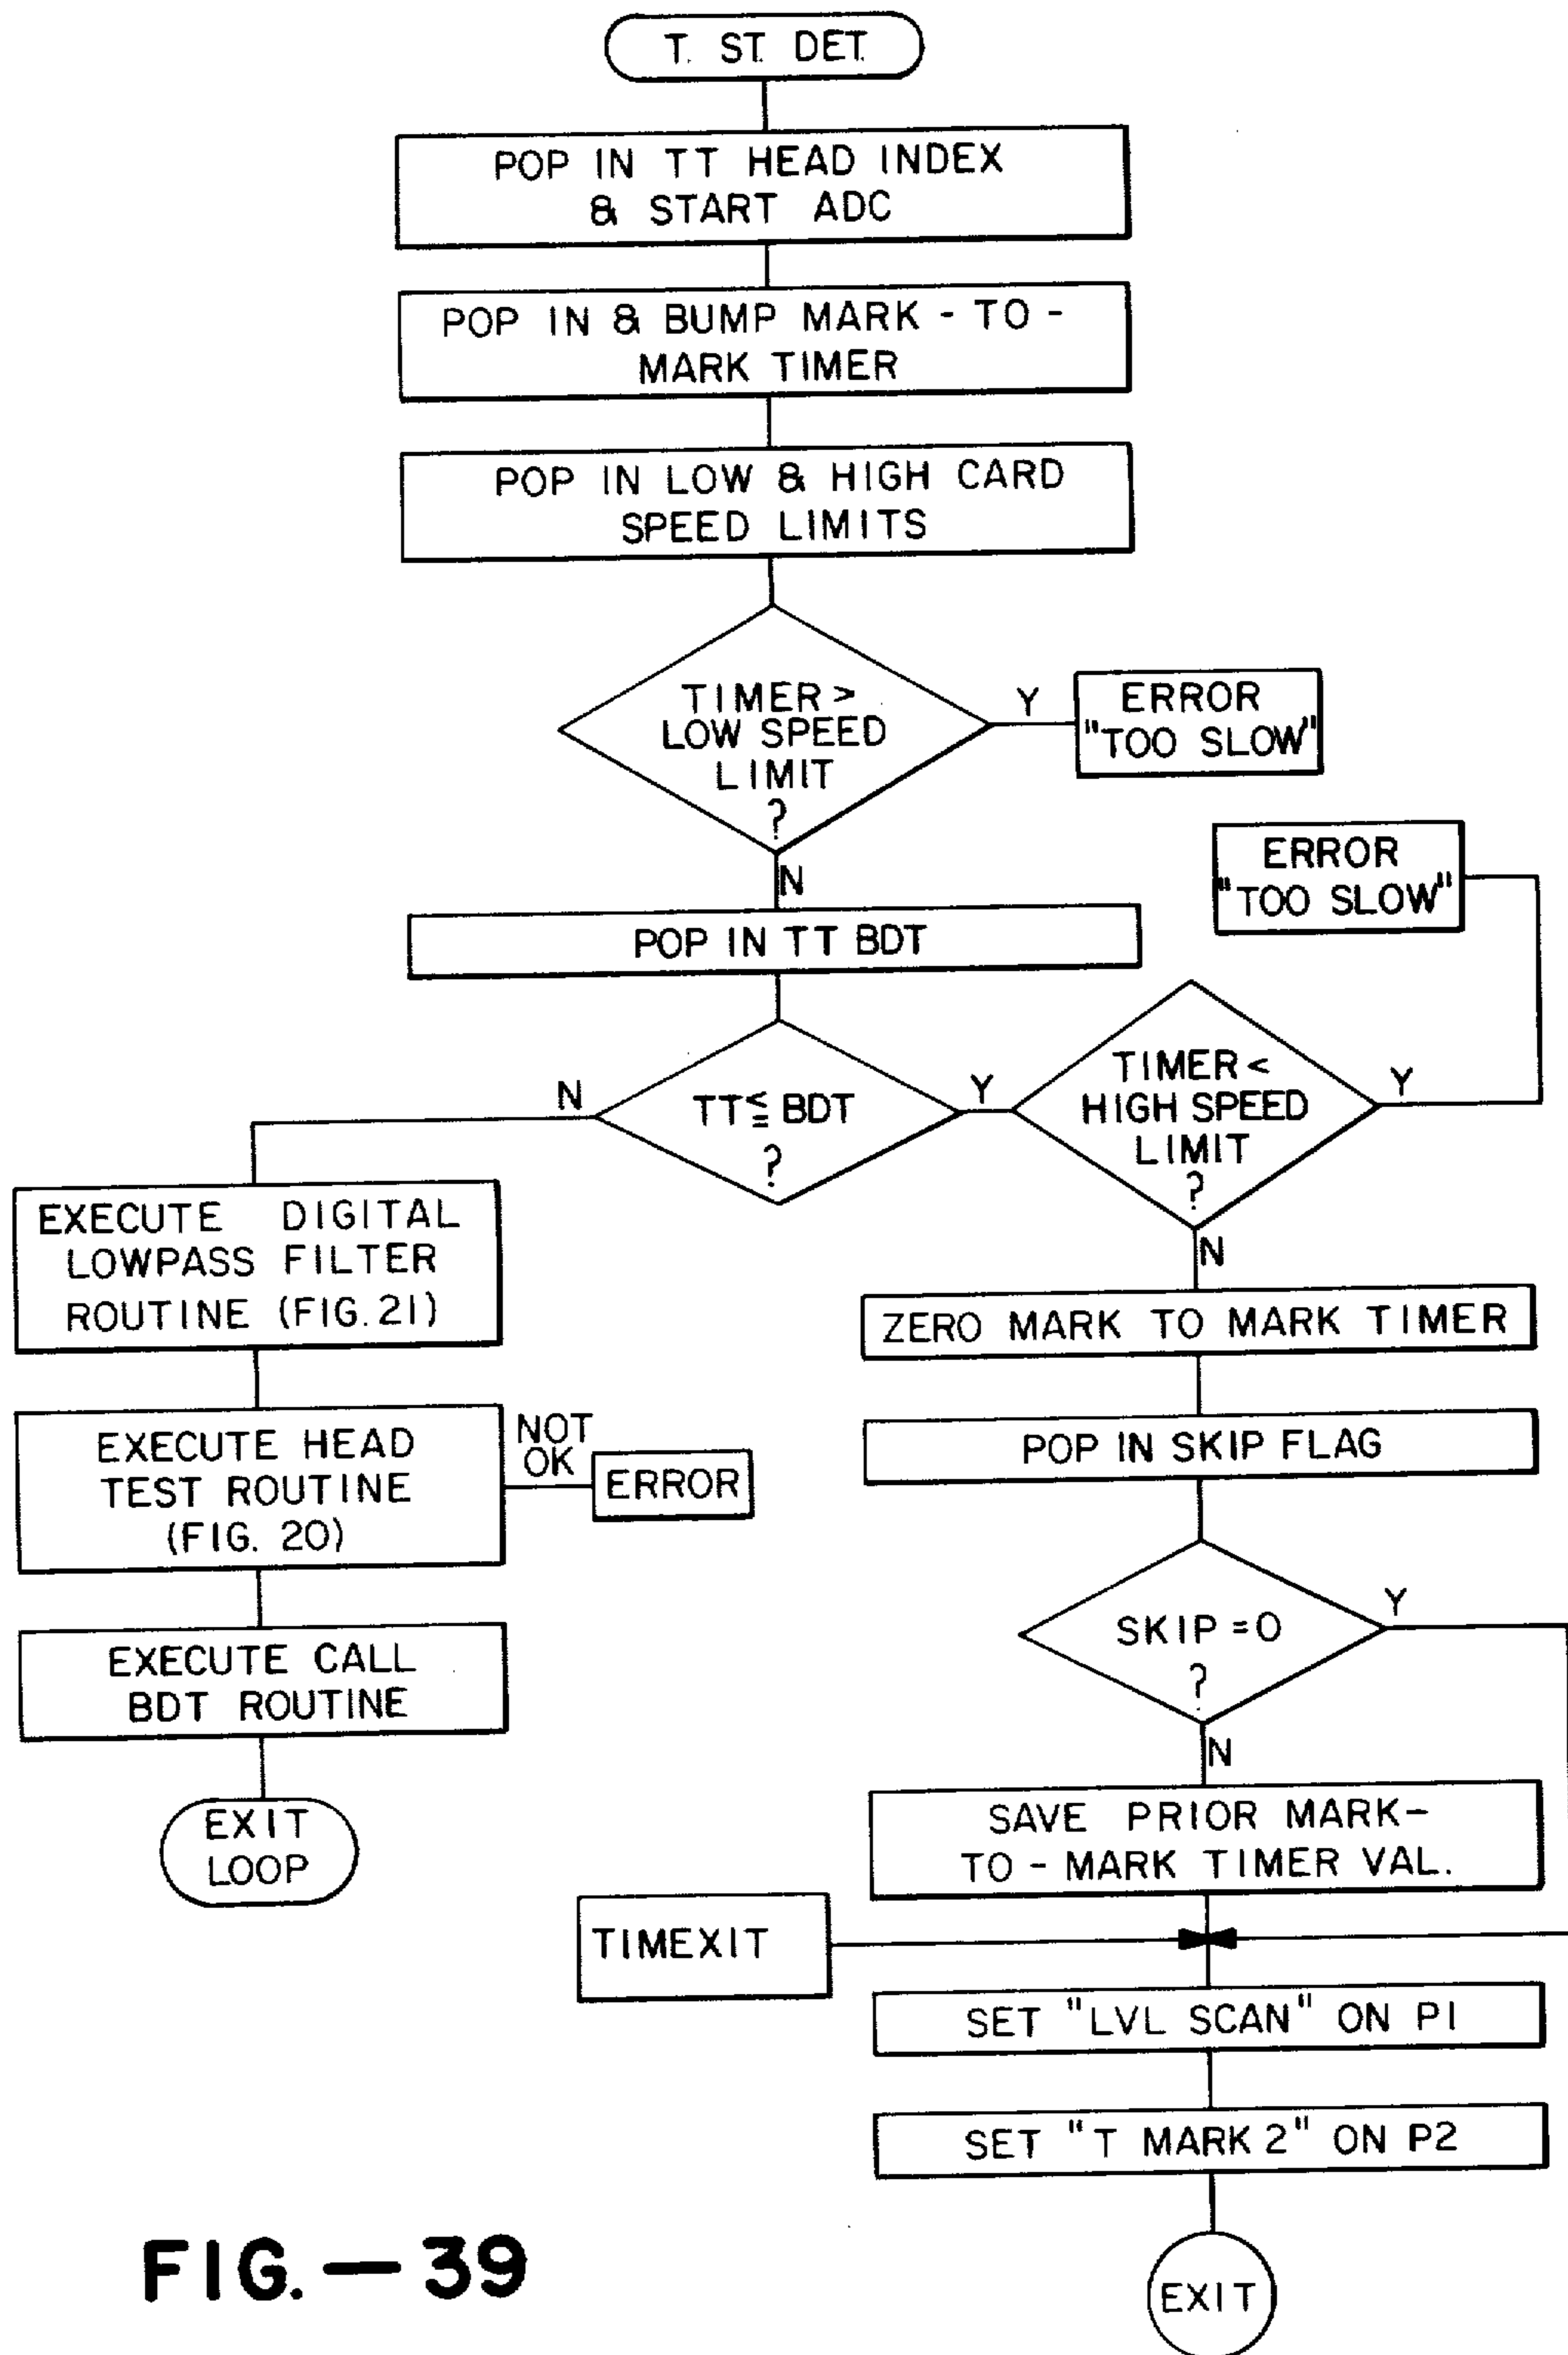 T. ST. DET.
POP IN TT HEAD INDEX
& START ADC
POP IN & BUMP MARK - TO -
MARK TIMER
POP IN LOW & HIGH CARD
SPEED LIMITS
TIMER >
LOW SPEED
LIMIT
?
Y
ERROR
"TOO SLOW"
N
POP IN TT BDT
ERROR
"TOO SLOW"
TT ≦ BDT
?
N
Y
TIMER <
HIGH SPEED
LIMIT
?
Y
N
EXECUTE DIGITAL
LOWPASS FILTER
ROUTINE (FIG. 21)
EXECUTE HEAD
TEST ROUTINE
(FIG. 20)
NOT
OK
ERROR
EXECUTE CALL
BDT ROUTINE
EXIT
LOOP
ZERO MARK TO MARK TIMER
POP IN SKIP FLAG
SKIP = 0
?
Y
N
SAVE PRIOR MARK-
TO - MARK TIMER VAL.
TIMEXIT
SET "LVL SCAN" ON P1
SET "T MARK 2" ON P2
EXIT
FIG. — 39